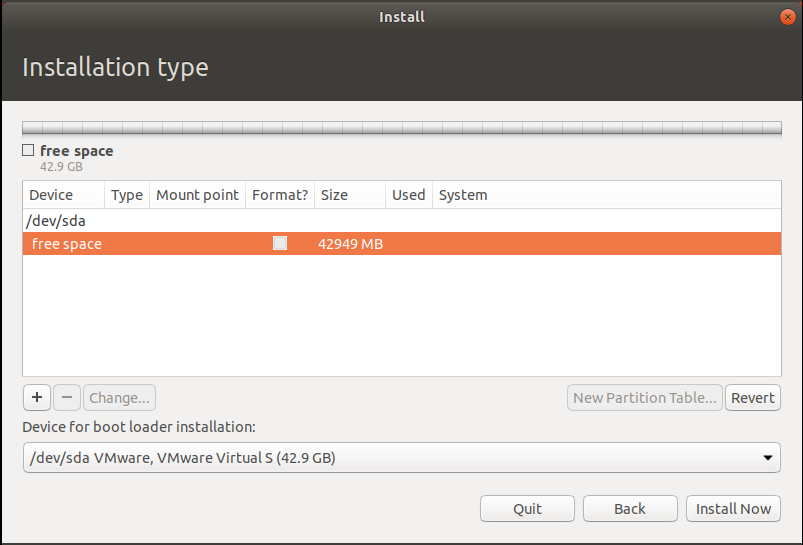 Install
Installation type
free space
42.9 GB
Device Type Mount point Format? Size Used System
/dev/sda
free space 42949 MB
+ − Change... New Partition Table... Revert
Device for boot loader installation:
/dev/sda VMware, VMware Virtual S (42.9 GB)
Quit Back Install Now